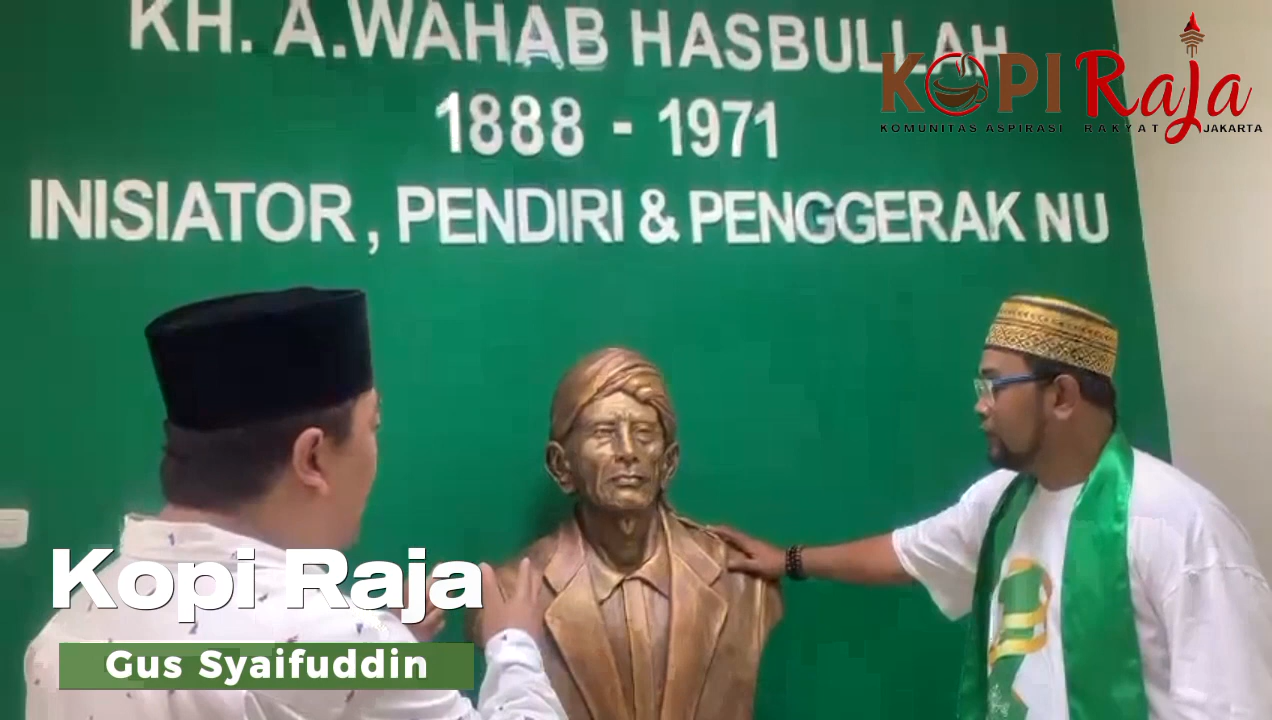 KH. A.WAHAB HASBULLAH
1888 - 1971
INISIATOR, PENDIRI & PENGGERAK NU
KOPI RaJa
KOMUNITAS ASPIRASI RAKYAT JAKARTA
Kopi Raja
Gus Syaifuddin